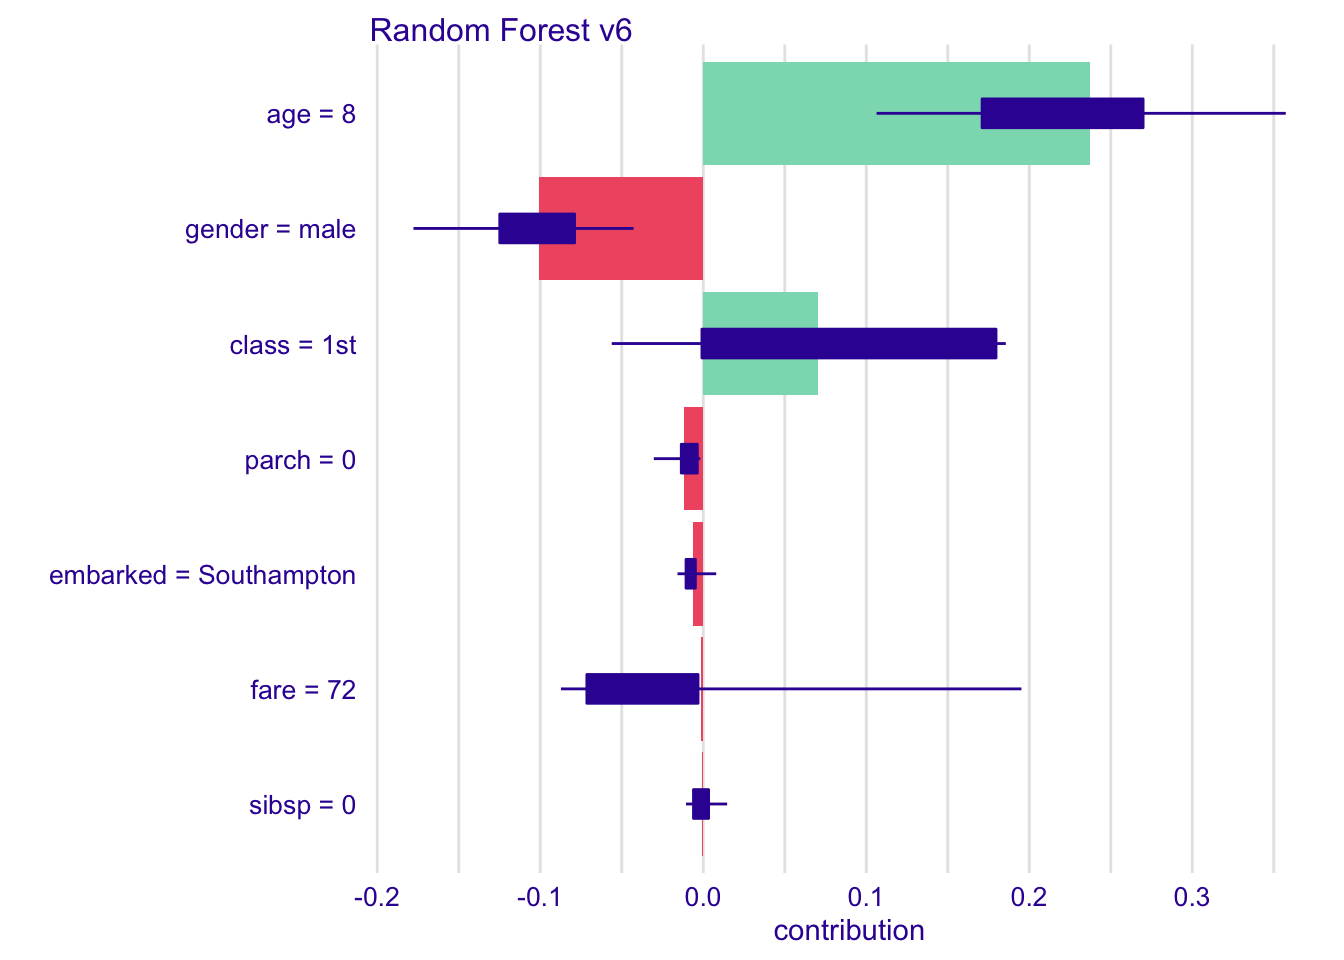 Random Forest v6
age = 8
gender = male
class = 1st
parch = 0
embarked = Southampton
fare = 72
sibsp = 0
-0.2 -0.1 0.0 0.1 0.2 0.3
contribution